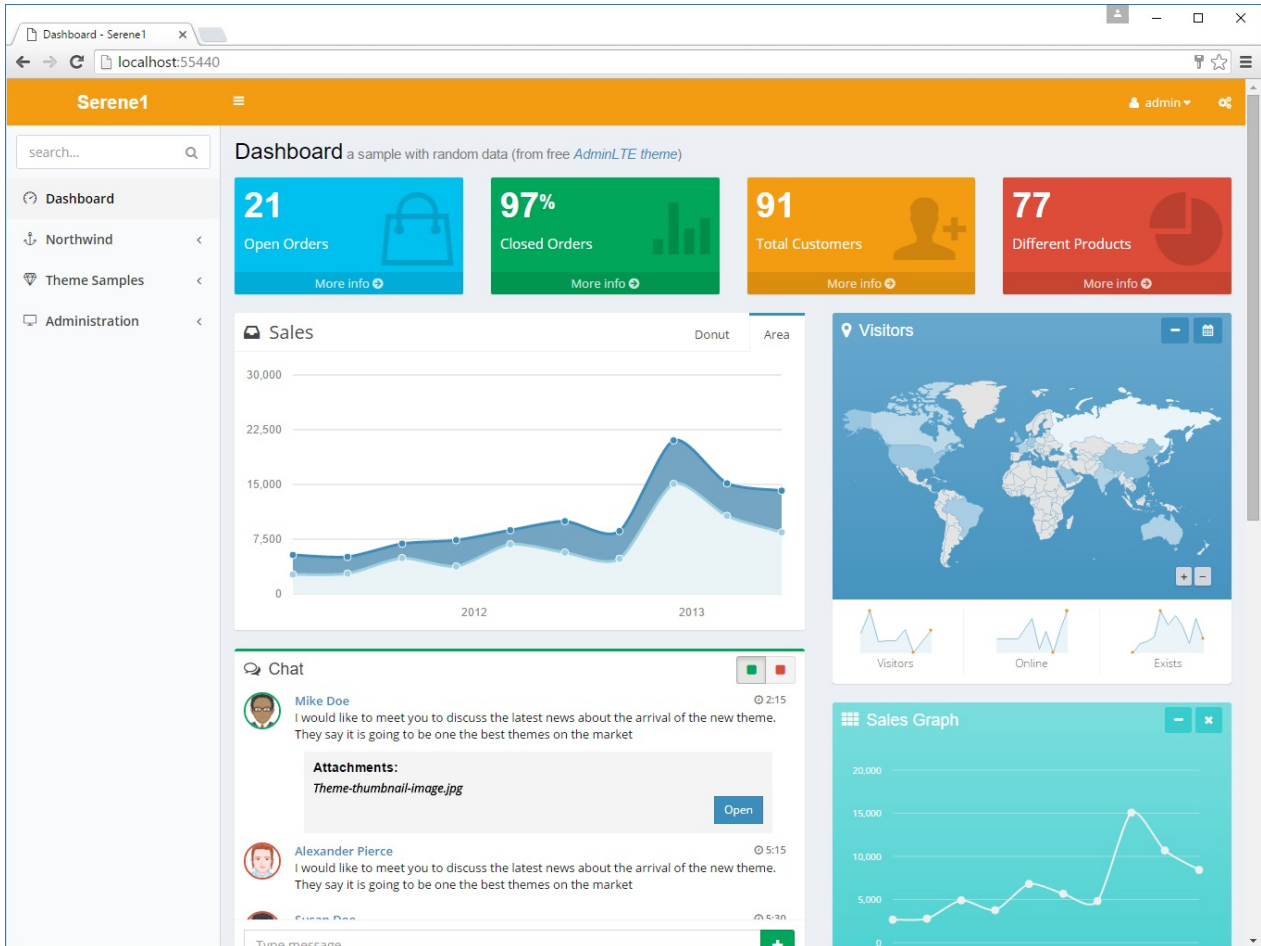 Dashboard - Serene1
localhost:55440
Serene1
admin
search...
Dashboard
Northwind
Theme Samples
Administration
Dashboard a sample with random data (from free AdminLTE theme)
21
Open Orders
More info
97%
Closed Orders
More info
91
Total Customers
More info
77
Different Products
More info
Sales
Donut
Area
30,000
22,500
15,000
7,500
0
2012
2013
Visitors
+
−
Visitors
Online
Exists
Chat
Mike Doe
2:15
I would like to meet you to discuss the latest news about the arrival of the new theme.
They say it is going to be one the best themes on the market
Attachments:
Theme-thumbnail-image.jpg
Open
Alexander Pierce
5:15
I would like to meet you to discuss the latest news about the arrival of the new theme.
They say it is going to be one the best themes on the market
Susan Doe
5:30
Type message
Sales Graph
20,000
15,000
10,000
5,000
0